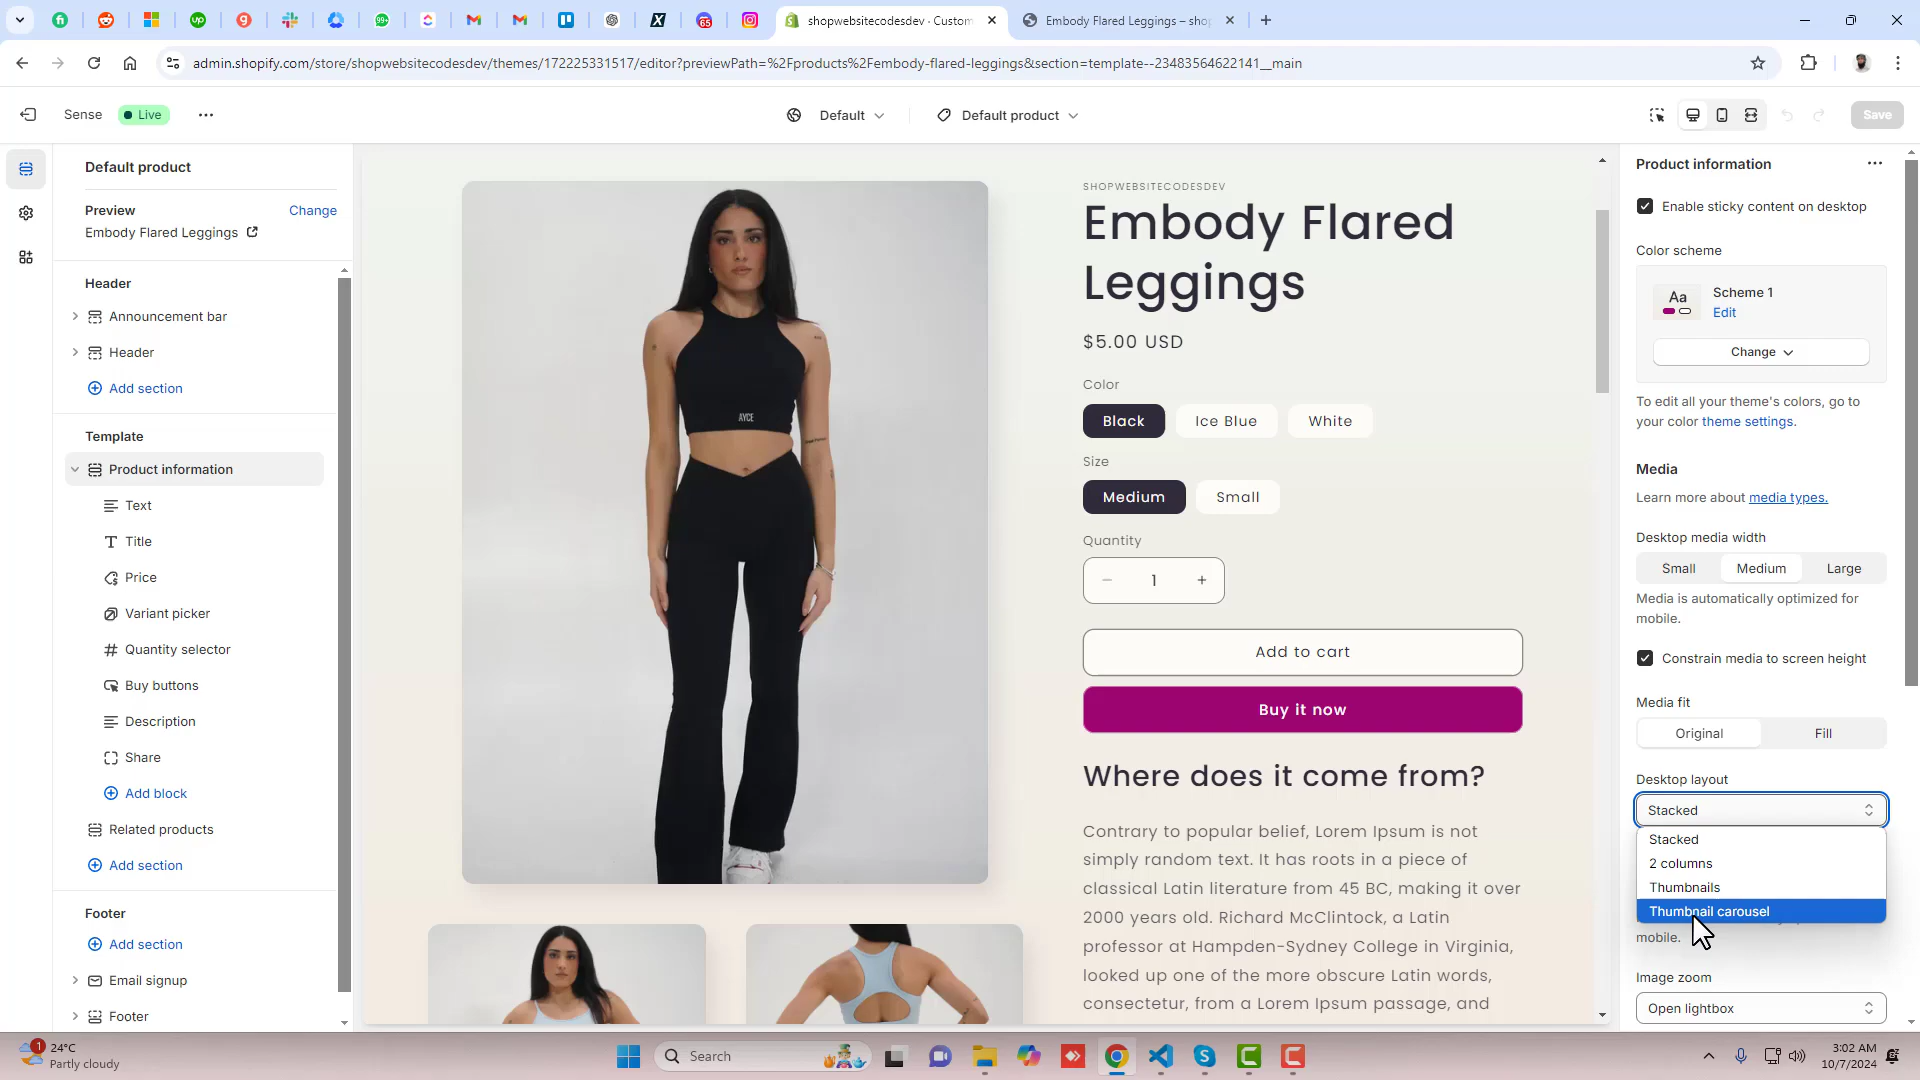 shopwebsitecodesdev · Custom
Embody Flared Leggings – shop
admin.shopify.com/store/shopwebsitecodesdev/themes/172225331517/editor?previewPath=%2Fproducts%2Fembody-flared-leggings&section=template--23483564622141__main
Sense
Live
Default
Default product
Save
Default product
Preview
Change
Embody Flared Leggings
Header
Announcement bar
Header
Add section
Template
Product information
Text
Title
Price
Variant picker
Quantity selector
Buy buttons
Description
Share
Add block
Related products
Add section
Footer
Add section
Email signup
Footer
AYCE
SHOPWEBSITECODESDEV
Embody Flared
Leggings
$5.00 USD
Color
Black
Ice Blue
White
Size
Medium
Small
Quantity
1
Add to cart
Buy it now
Where does it come from?
Contrary to popular belief, Lorem Ipsum is not
simply random text. It has roots in a piece of
classical Latin literature from 45 BC, making it over
2000 years old. Richard McClintock, a Latin
professor at Hampden-Sydney College in Virginia,
looked up one of the more obscure Latin words,
consectetur, from a Lorem Ipsum passage, and
Product information
Enable sticky content on desktop
Color scheme
Aa
Scheme 1
Edit
Change
To edit all your theme's colors, go to
your color theme settings.
Media
Learn more about media types.
Desktop media width
Small
Medium
Large
Media is automatically optimized for
mobile.
Constrain media to screen height
Media fit
Original
Fill
Desktop layout
Stacked
Stacked
2 columns
Thumbnails
Thumbnail carousel
mobile.
Image zoom
Open lightbox
1
24°C
Partly cloudy
Search
3:02 AM
10/7/2024